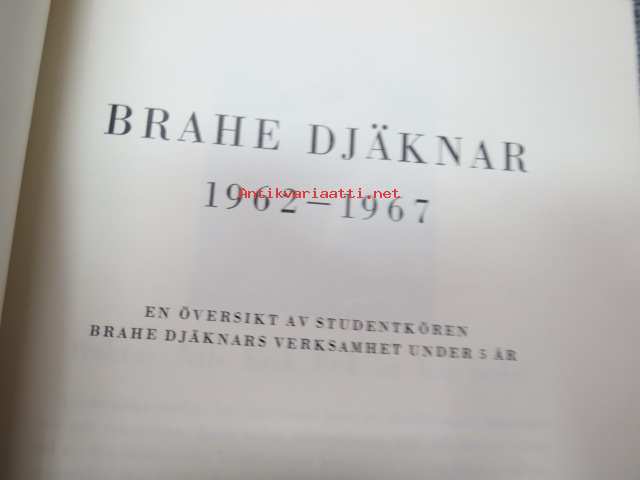 BRAHE DJÄKNAR
Antikvariaatti.net
1962–1967
EN ÖVERSIKT AV STUDENTKÖREN
BRAHE DJÄKNARS VERKSAMHET UNDER 5 ÅR